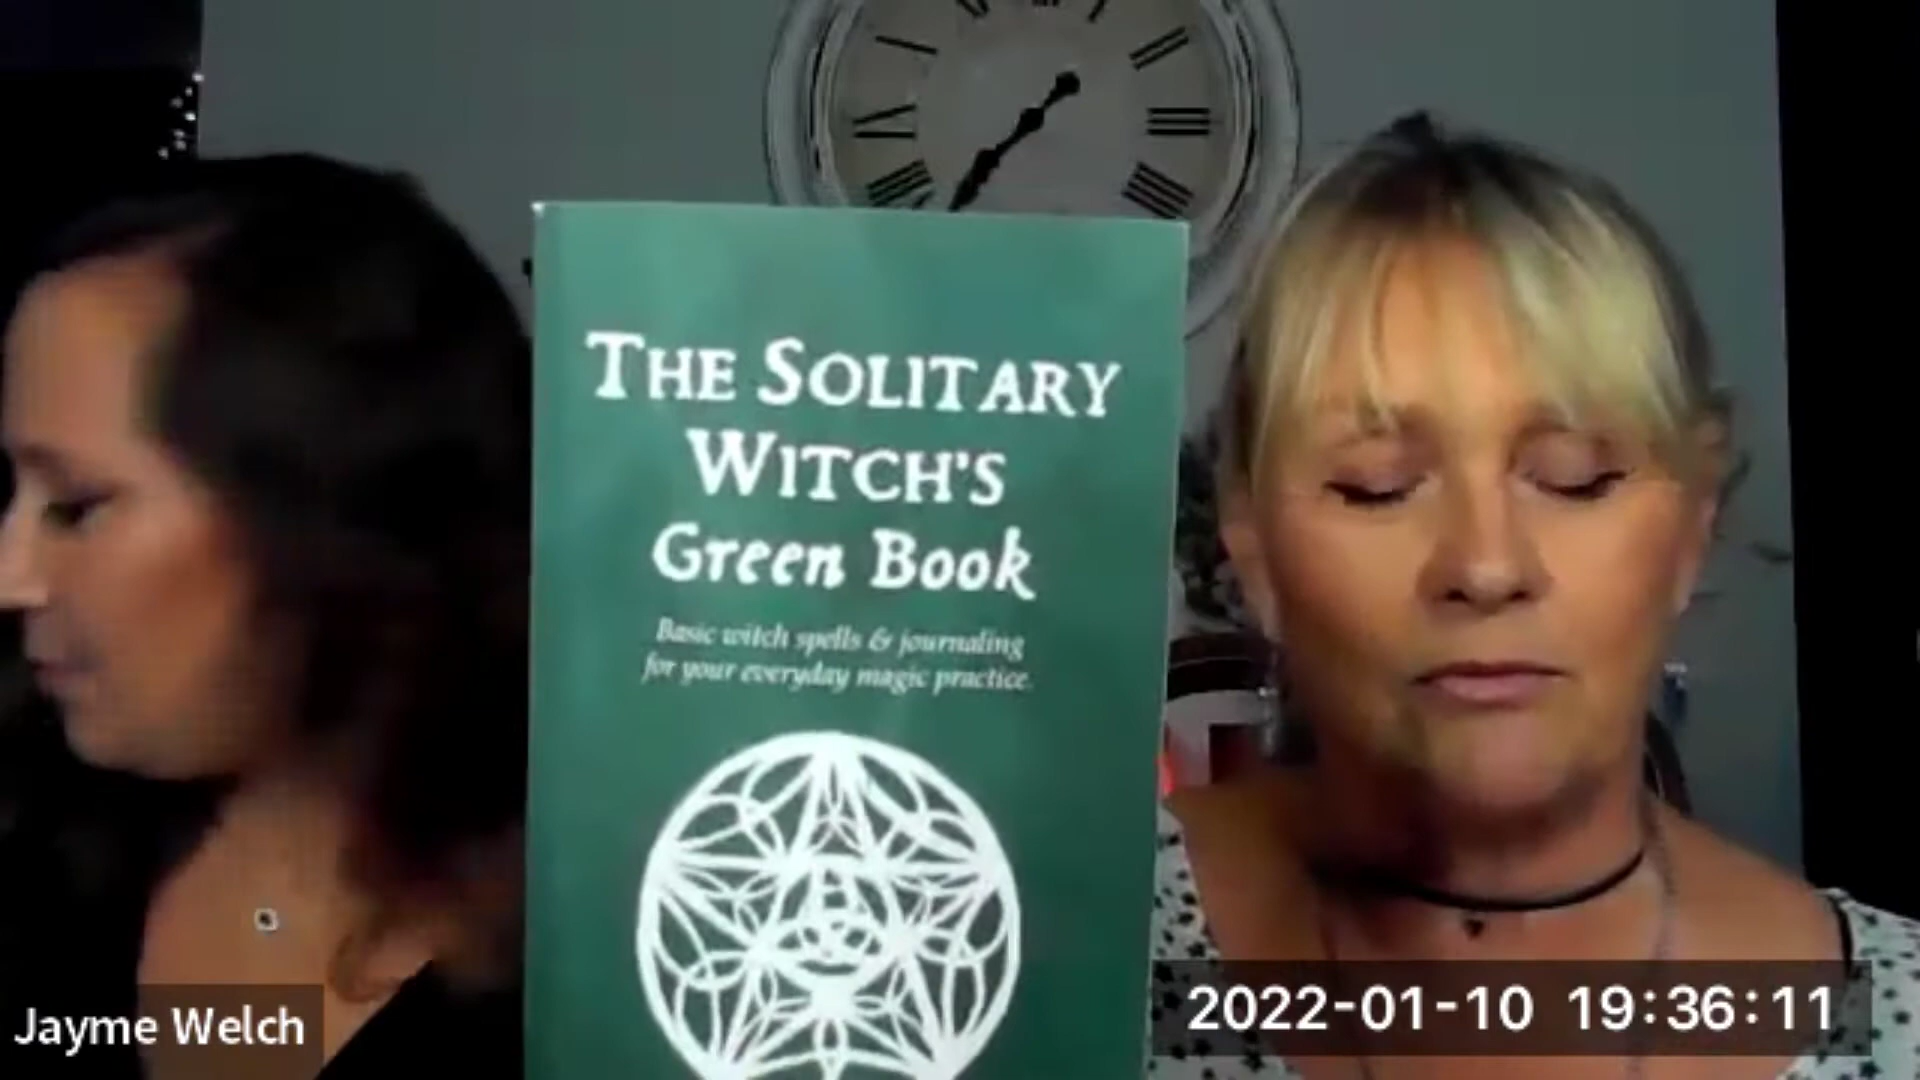 THE SOLITARY
WITCH'S
Green Book
Basic witch spells & journaling
for your everyday magic practice.
Jayme Welch
2022-01-10 19:36:11